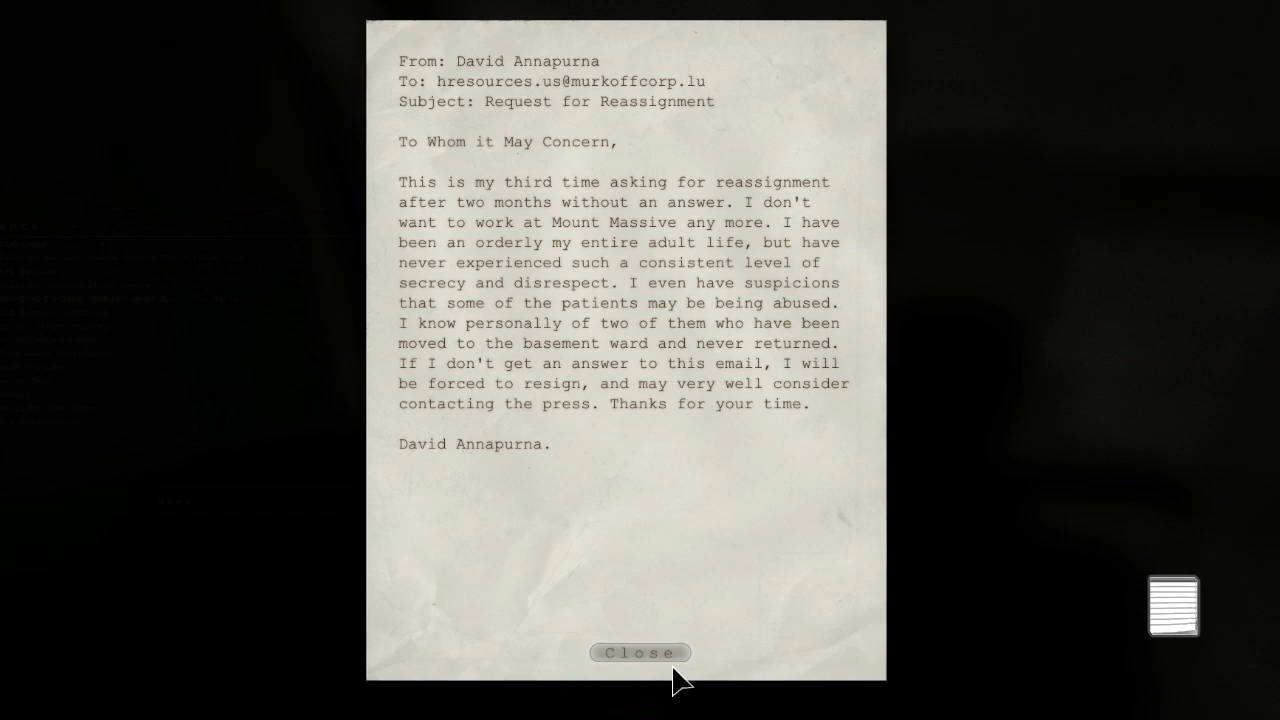 From: David Annapurna
To: hresources.us@murkoffcorp.lu
Subject: Request for Reassignment
To Whom it May Concern,
This is my third time asking for reassignment
after two months without an answer. I don't
want to work at Mount Massive any more. I have
been an orderly my entire adult life, but have
never experienced such a consistent level of
secrecy and disrespect. I even have suspicions
that some of the patients may be being abused.
I know personally of two of them who have been
moved to the basement ward and never returned.
If I don't get an answer to this email, I will
be forced to resign, and may very well consider
contacting the press. Thanks for your time.
David Annapurna.
Close